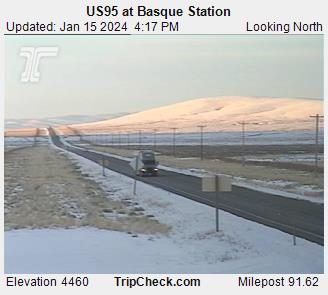 US95 at Basque Station
Updated: Jan 15 2024 4:17 PM Looking North
Elevation 4460 TripCheck.com Milepost 91.62